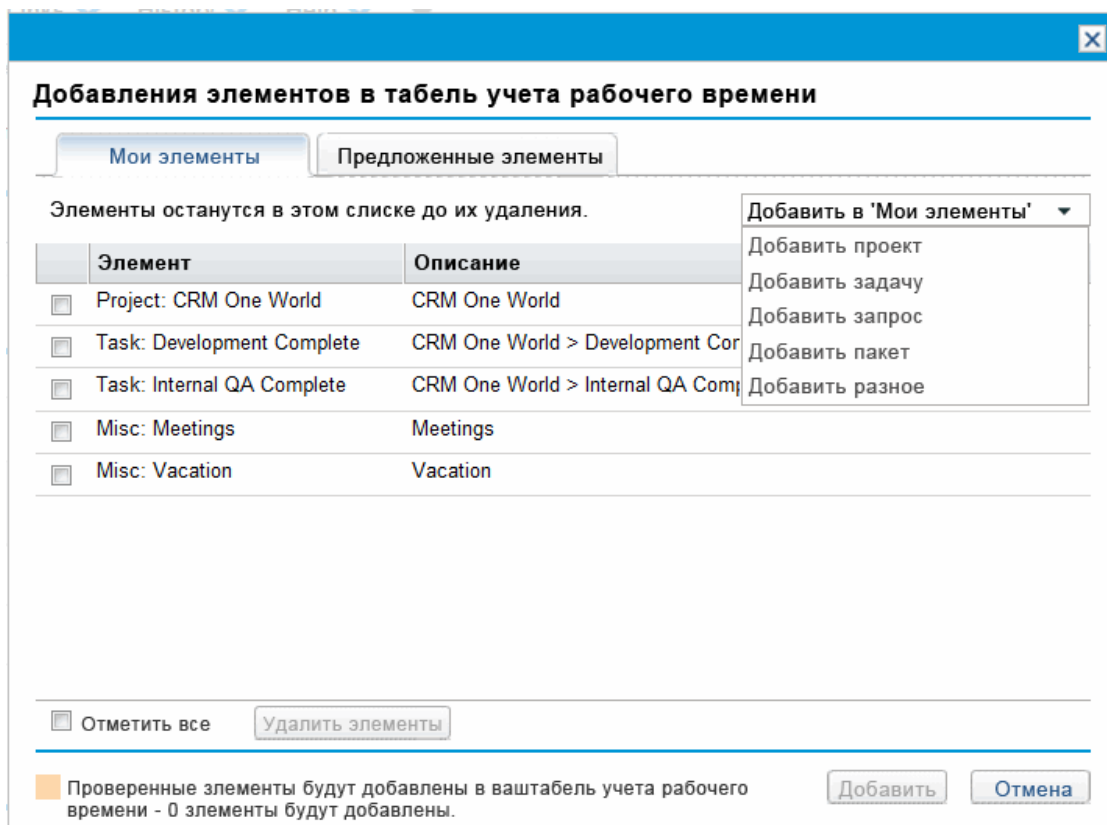 Добавления элементов в табель учета рабочего времени
Мои элементы
Предложенные элементы
Элементы останутся в этом слиске до их удаления.
Добавить в 'Мои элементы'
Добавить проект
Добавить задачу
Добавить запрос
Добавить пакет
Добавить разное
Элемент Описание
Project: CRM One World CRM One World
Task: Development Complete CRM One World > Development Cor
Task: Internal QA Complete CRM One World > Internal QA Comp
Misc: Meetings Meetings
Misc: Vacation Vacation
Отметить все
Удалить элементы
Проверенные злементы будут добавлены в ваштабель учета рабочего
времени - 0 злементы будут добавлены.
Добавить
Отмена